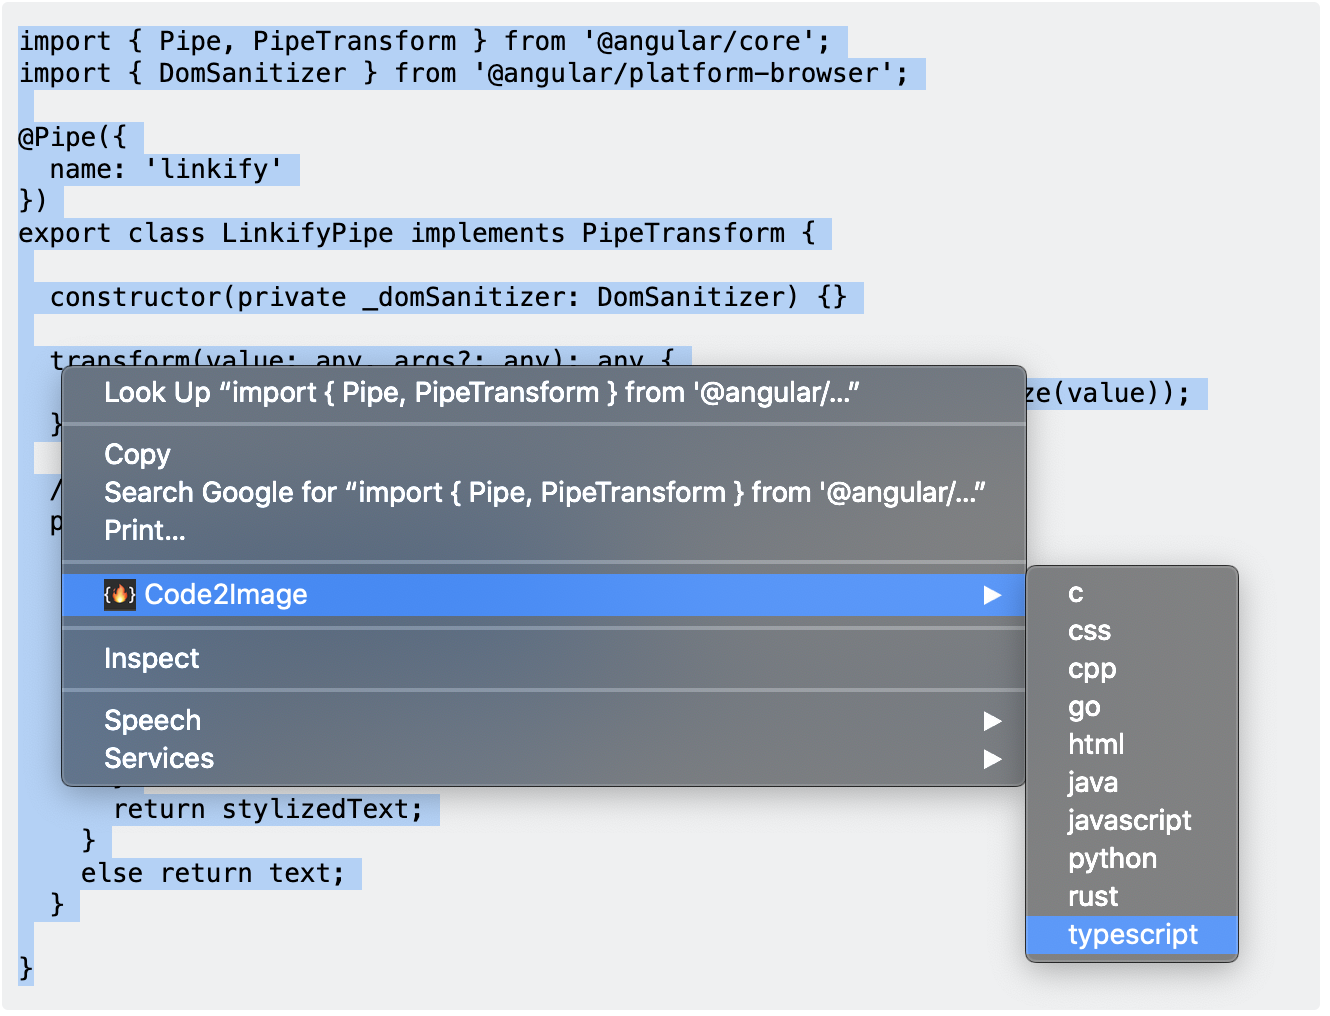 import { Pipe, PipeTransform } from '@angular/core';
import { DomSanitizer } from '@angular/platform-browser';
@Pipe({
name: 'linkify'
})
export class LinkifyPipe implements PipeTransform {
constructor(private _domSanitizer: DomSanitizer) {}
transform(value: any, args?: any): any {
Look Up “import { Pipe, PipeTransform } from '@angular/...”
ze(value));
}
Copy
Search Google for “import { Pipe, PipeTransform } from '@angular/...”
/
Print...
p
Code2Image
Inspect
Speech
Services
c
css
cpp
go
html
java
javascript
python
rust
typescript
return stylizedText;
}
else return text;
}
}